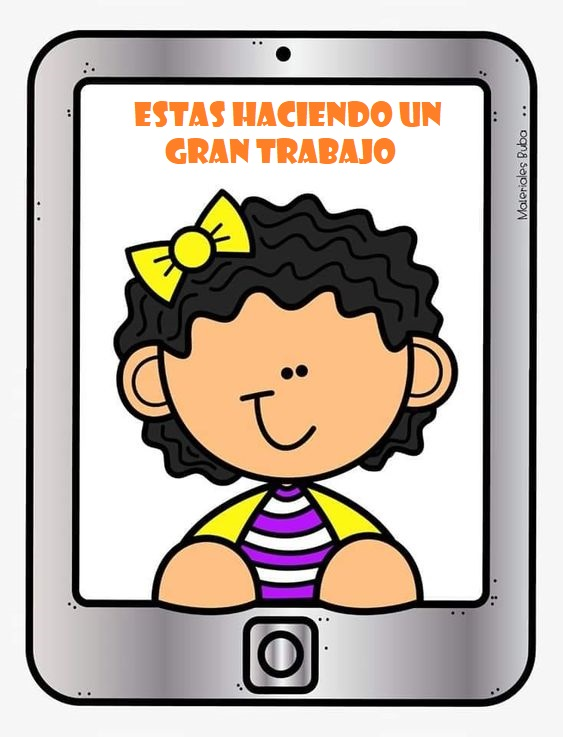 ESTAS HACIENDO UN
GRAN TRABAJO
Materiales Buba